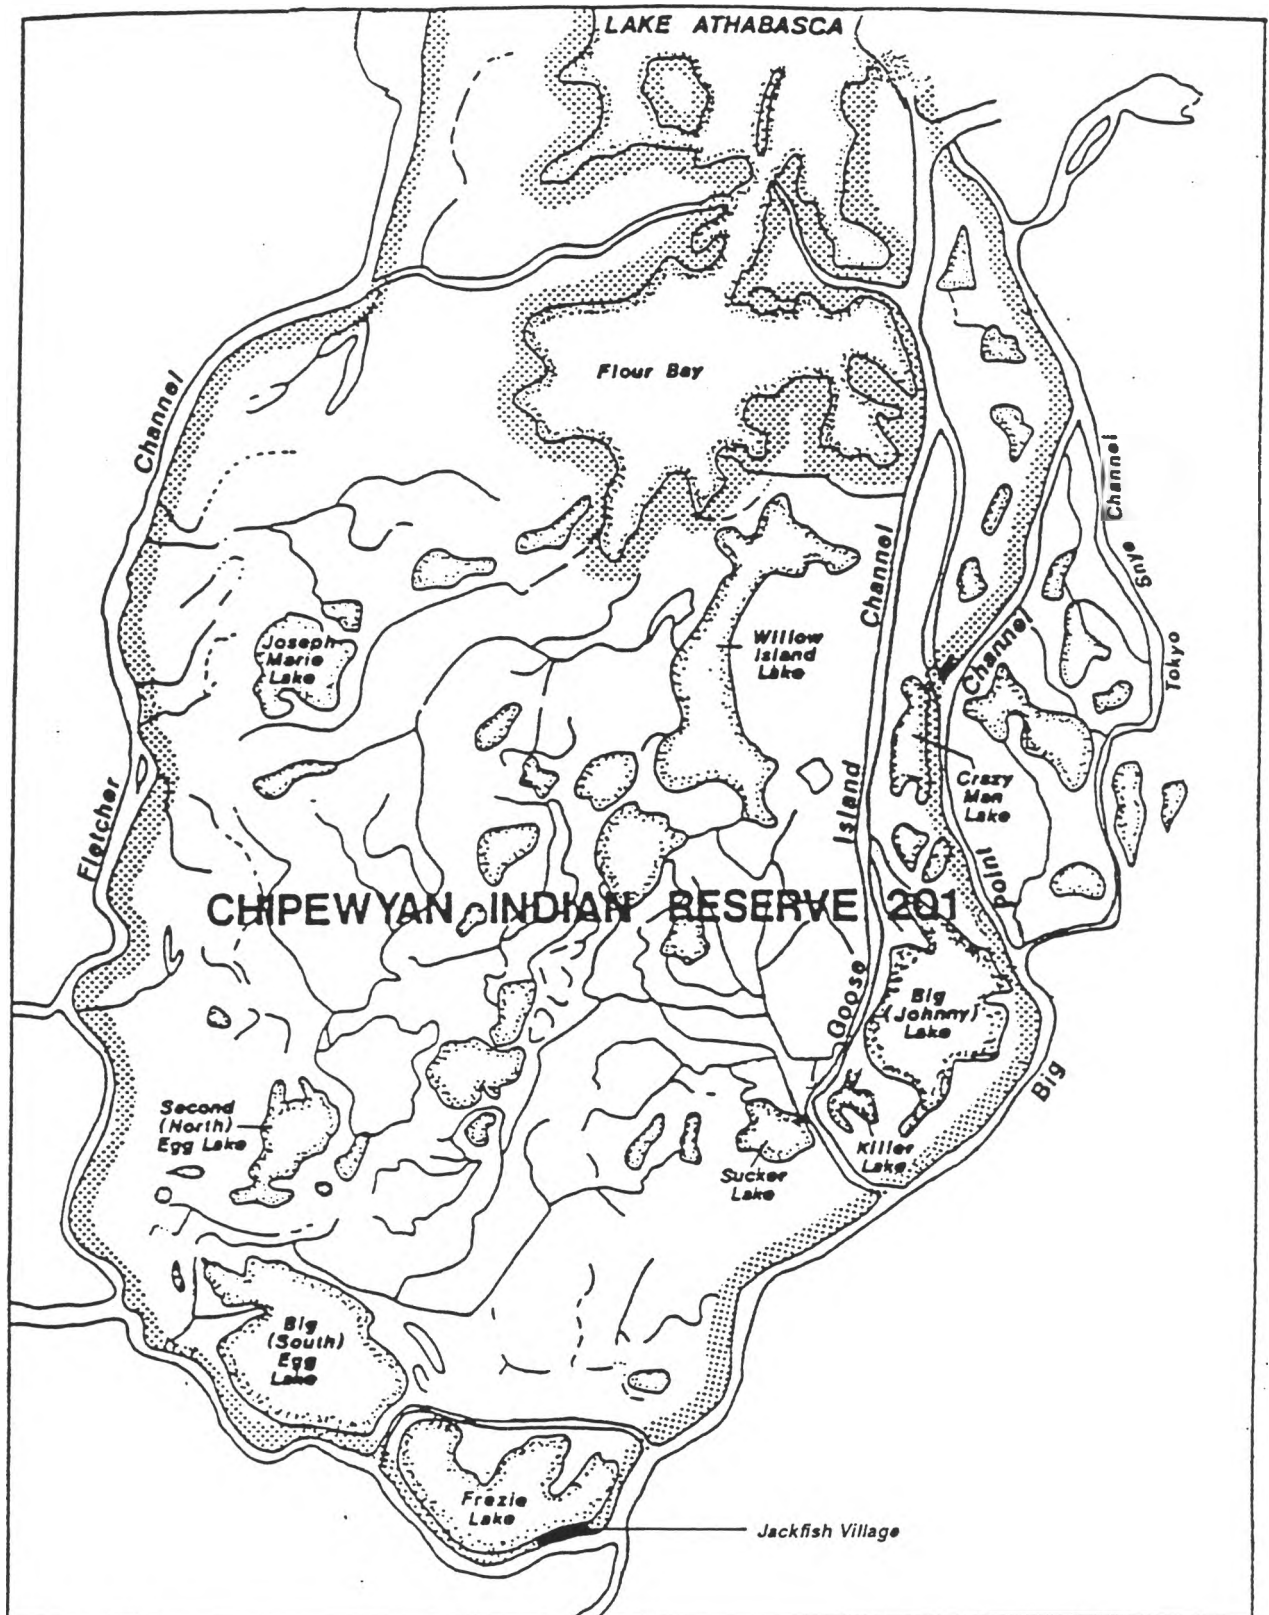 LAKE ATHABASCA
Flour Bay
Channel
Channel
Snye
Tokyo
Channel
Island
Goose
Willow
Island
Lake
Joseph
Marie
Lake
Channel
Point
Big
Crazy
Man
Lake
Fletcher
CHIPEWYAN INDIAN RESERVE 201
Big
(Johnny)
Lake
Second
(North)
Egg Lake
Killer
Lake
Sucker
Lake
Big
(South)
Egg
Lake
Frezie
Lake
Jackfish Village